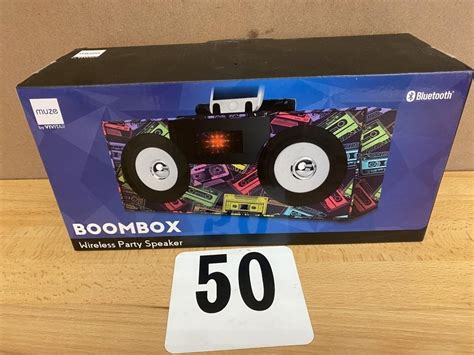 muze
by VIVITAR
Bluetooth
BOOMBOX
Wireless Party Speaker
50